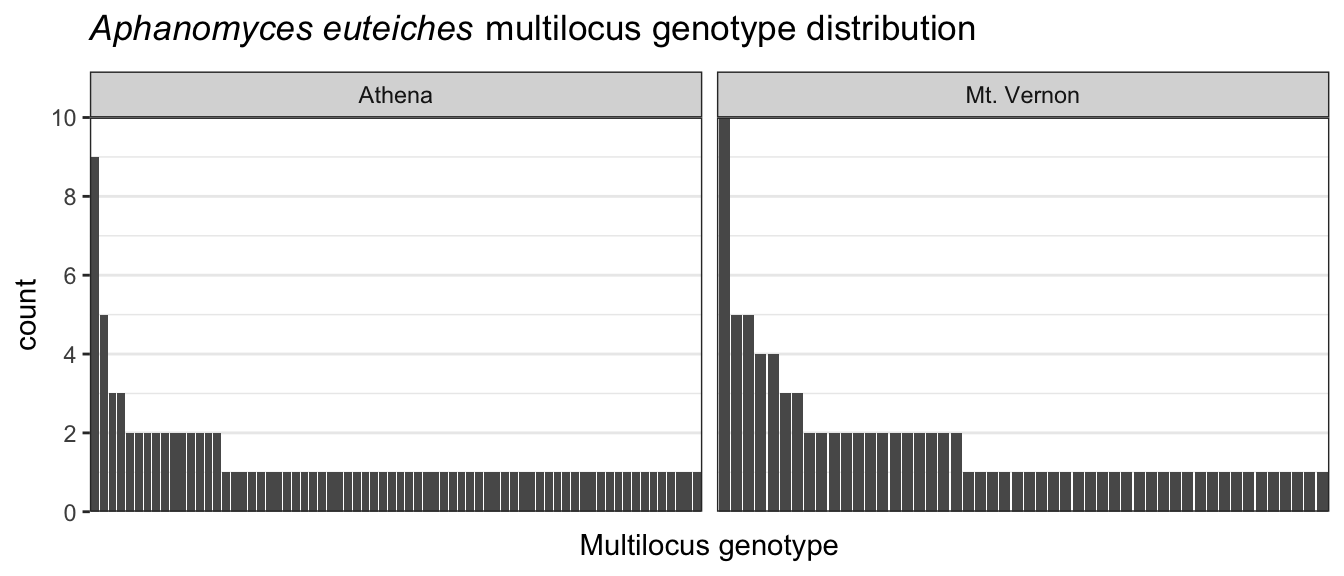 Aphanomyces euteiches multilocus genotype distribution
Athena
Mt. Vernon
10
8
6
4
2
0
count
Multilocus genotype